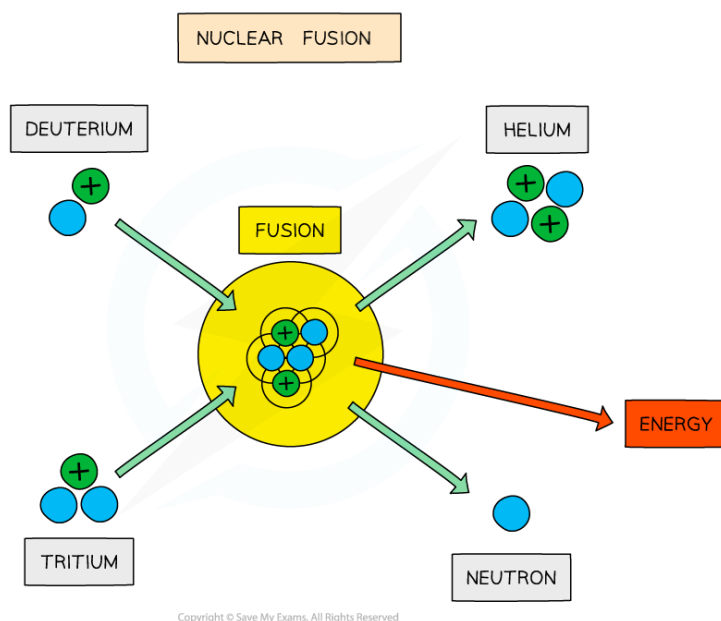 NUCLEAR FUSION
DEUTERIUM
HELIUM
+
+
+
FUSION
+
+
ENERGY
+
TRITIUM
NEUTRON
Copyright © Save My Exams. All Rights Reserved